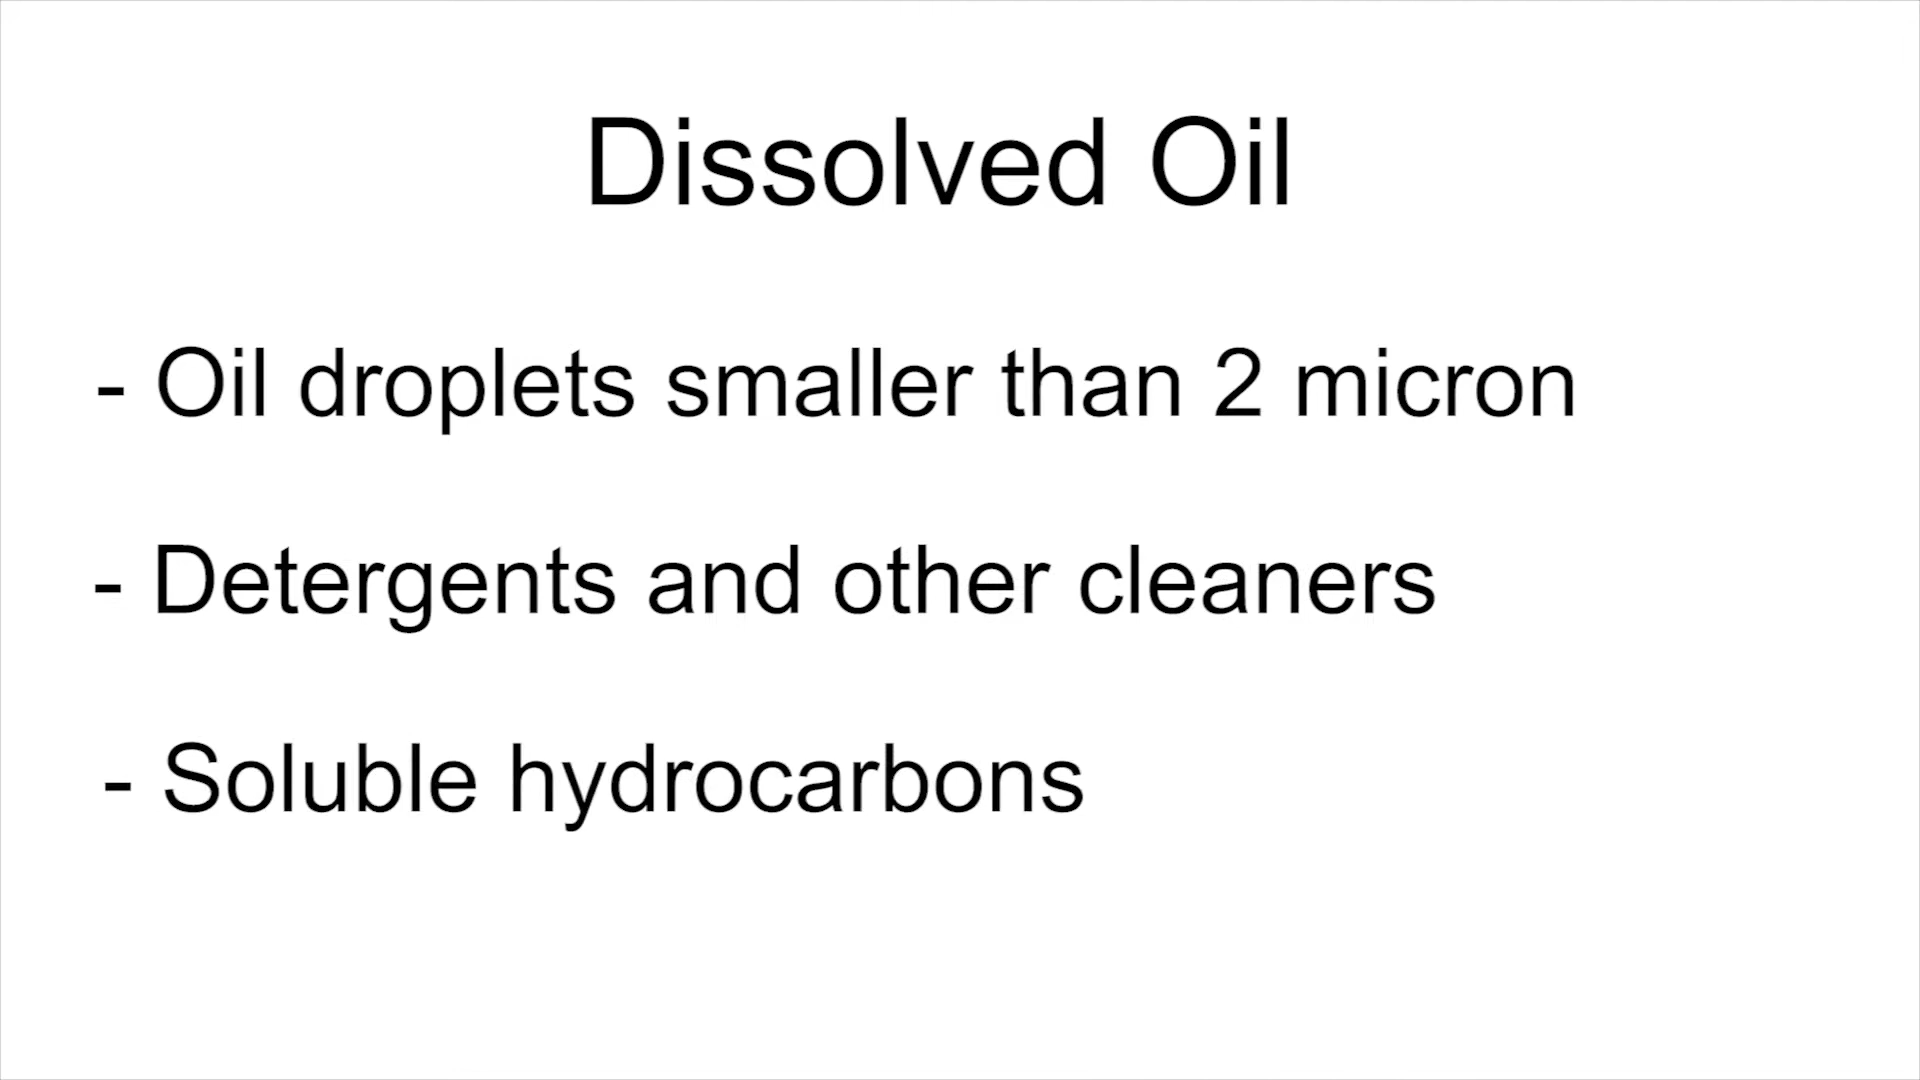 Dissolved Oil
- Oil droplets smaller than 2 micron
- Detergents and other cleaners
- Soluble hydrocarbons